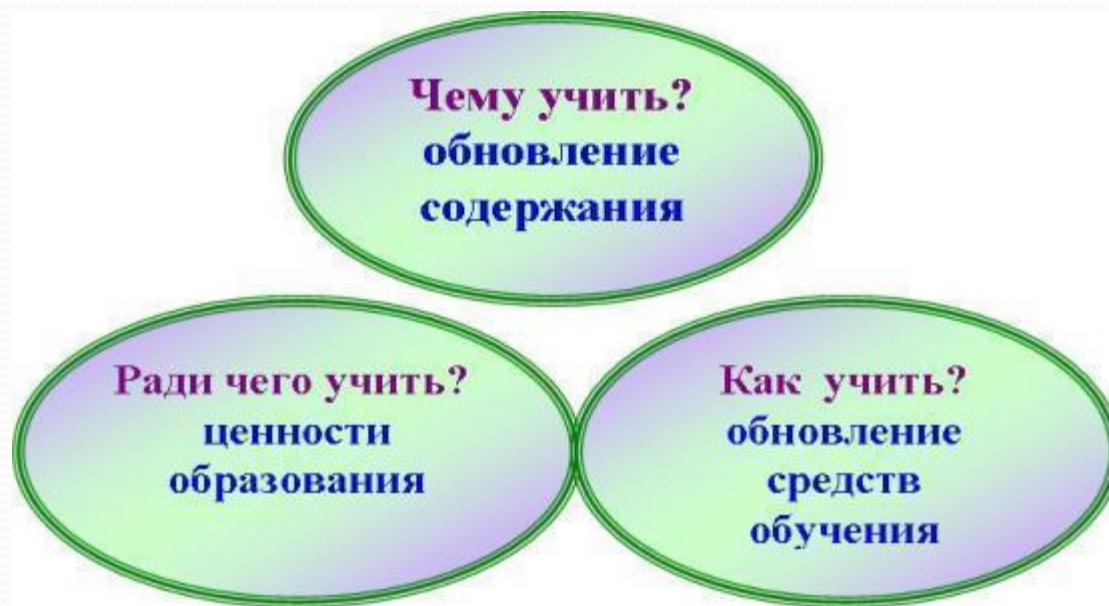 Чему учить?
обновление
содержания
Ради чего учить?
ценности
образования
Как учить?
обновление
средств
обучения